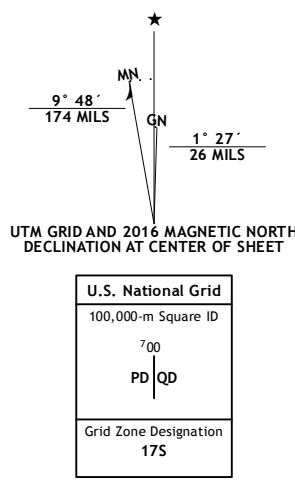 ★
MN
GN
9° 48´
174 MILS
1° 27´
26 MILS
UTM GRID AND 2016 MAGNETIC NORTH
DECLINATION AT CENTER OF SHEET
U.S. National Grid
100,000-m Square ID
⁷00
PD QD
Grid Zone Designation
17S